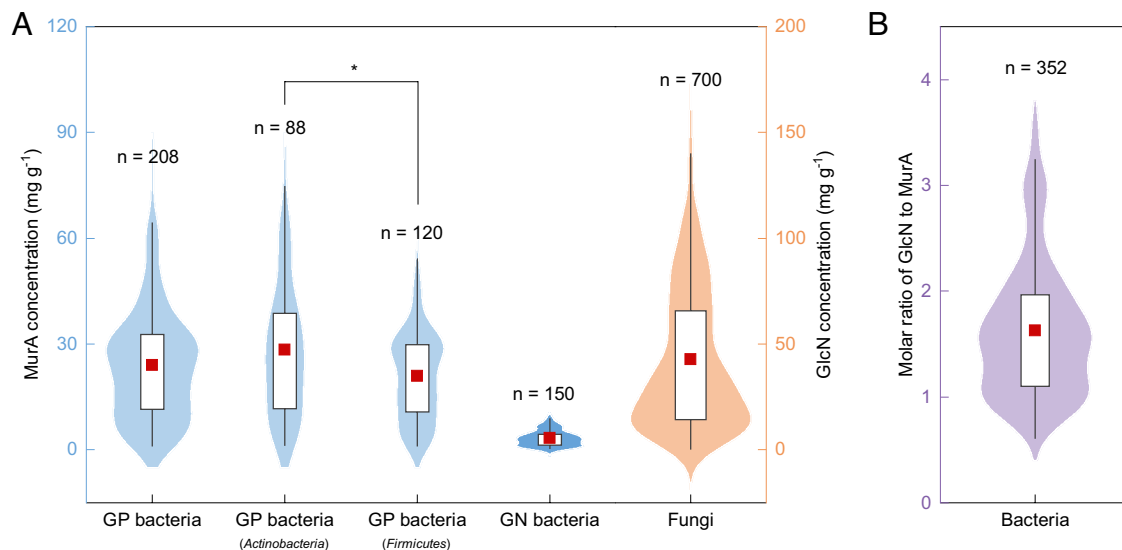 A
B
120
90
60
30
0
MurA concentration (mg g⁻¹)
n = 208
n = 88
*
n = 120
n = 150
n = 700
200
150
100
50
0
GlcN concentration (mg g⁻¹)
GP bacteria
GP bacteria
(Actinobacteria)
GP bacteria
(Firmicutes)
GN bacteria
Fungi
4
3
2
1
0
Molar ratio of GlcN to MurA
n = 352
Bacteria